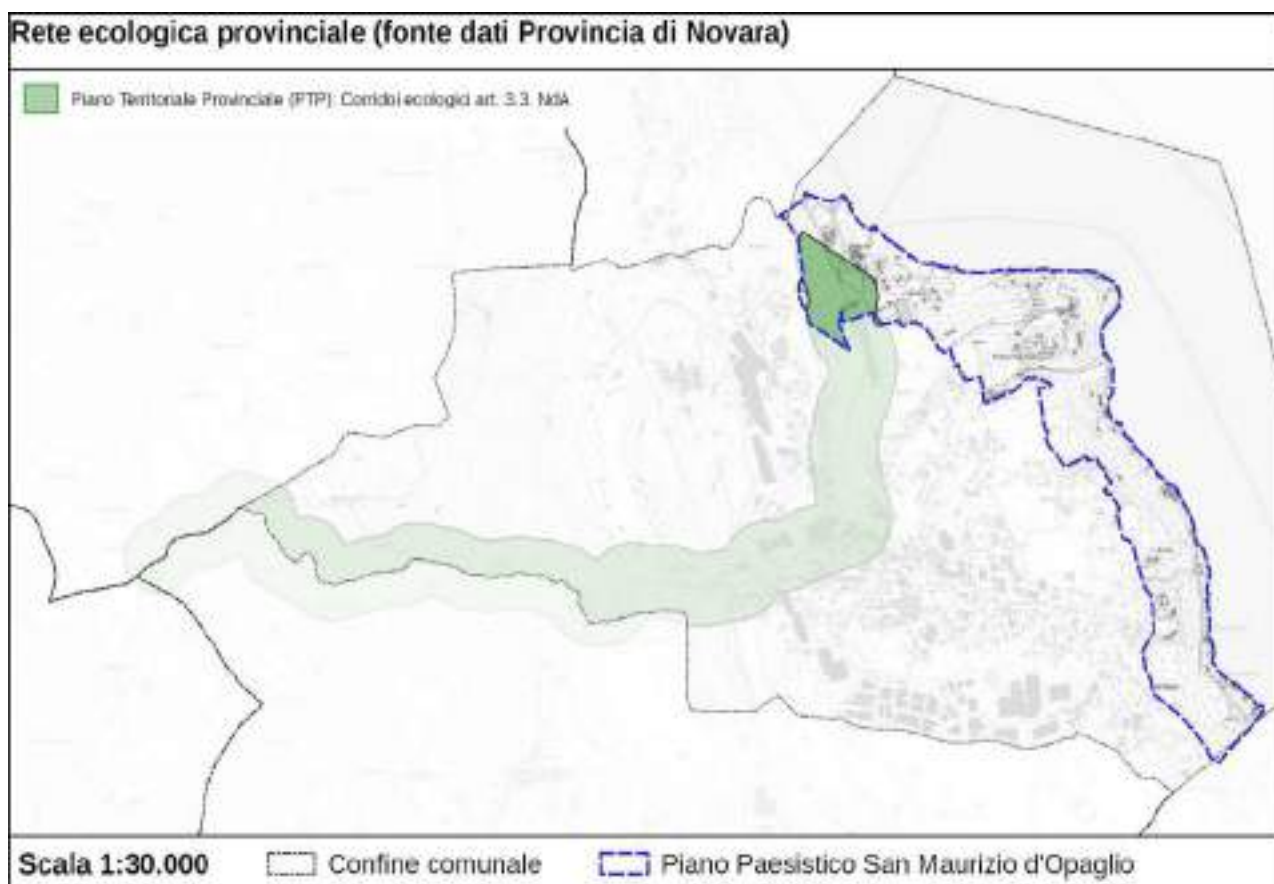 Rete ecologica provinciale (fonte dati Provincia di Novara)
Piano Territoriale Provinciale (PTP): Corridoi ecologici art. 3.3. NdA
Scala 1:30.000 Confine comunale Piano Paesistico San Maurizio d'Opaglio